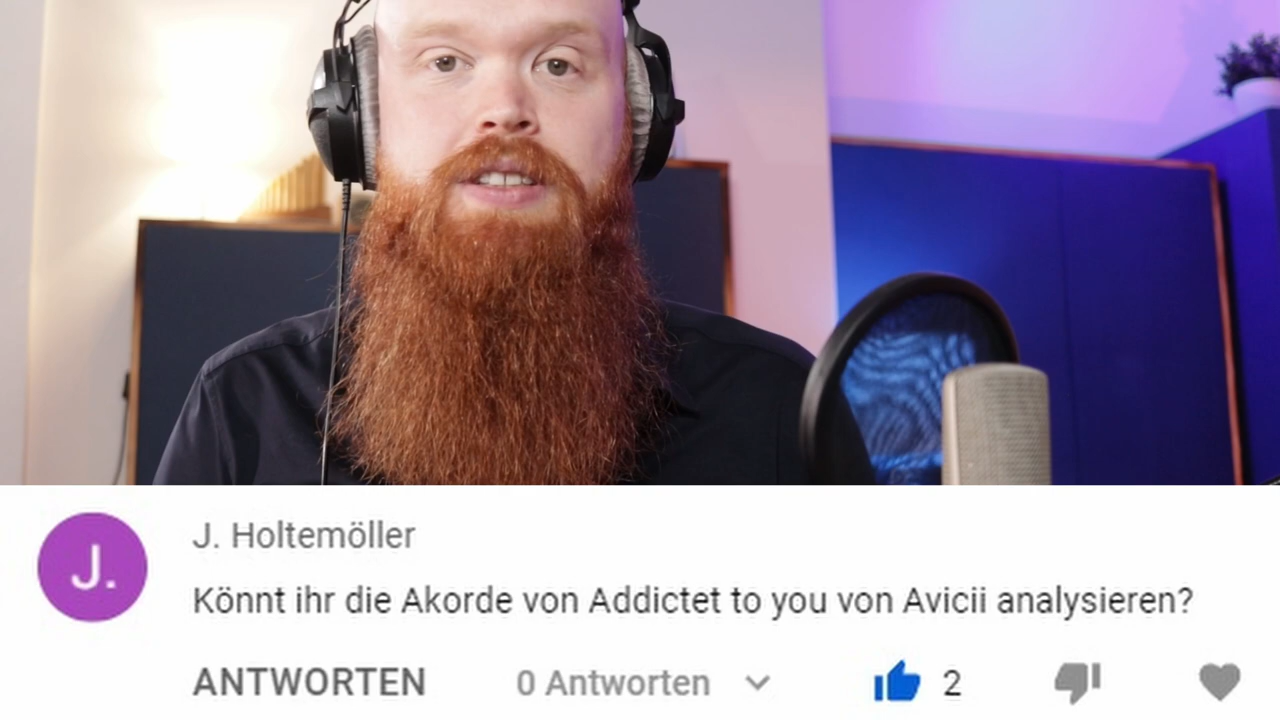 J.
J. Holtemöller
Könnt ihr die Akorde von Addictet to you von Avicii analysieren?
ANTWORTEN 0 Antworten 2